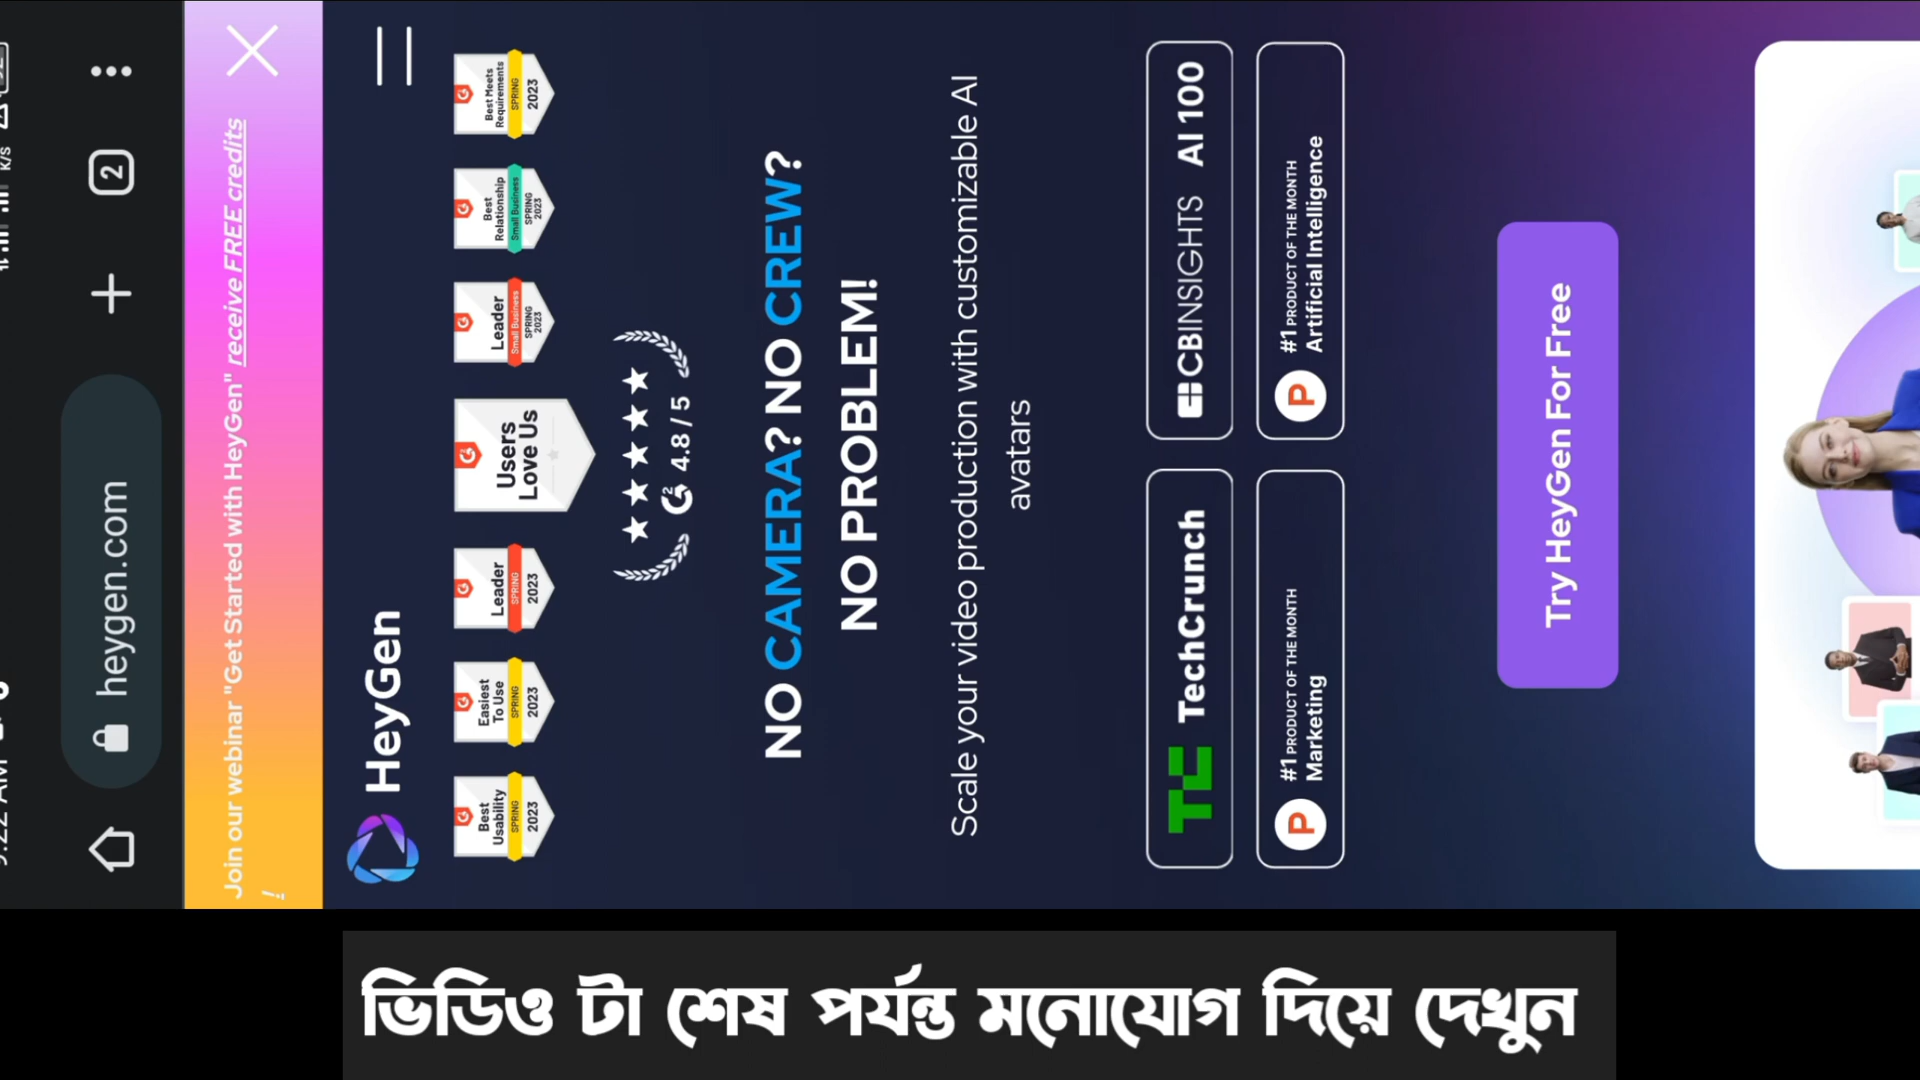 2
heygen.com
Join our webinar "Get Started with HeyGen" receive FREE credits
!
HeyGen
Best Usability SPRING 2023
Easiest To Use SPRING 2023
Leader SPRING 2023
Users Love Us
Leader Small Business SPRING 2023
Best Relationship Small Business SPRING 2023
Best Meets Requirements SPRING 2023
G2 4.8 / 5
NO CAMERA? NO CREW?
NO PROBLEM!
Scale your video production with customizable AI
avatars
TC TechCrunch
CBINSIGHTS AI 100
P #1 PRODUCT OF THE MONTH
Marketing
P #1 PRODUCT OF THE MONTH
Artificial Intelligence
Try HeyGen For Free
ভিডিও টা শেষ পর্যন্ত মনোযোগ দিয়ে দেখুন